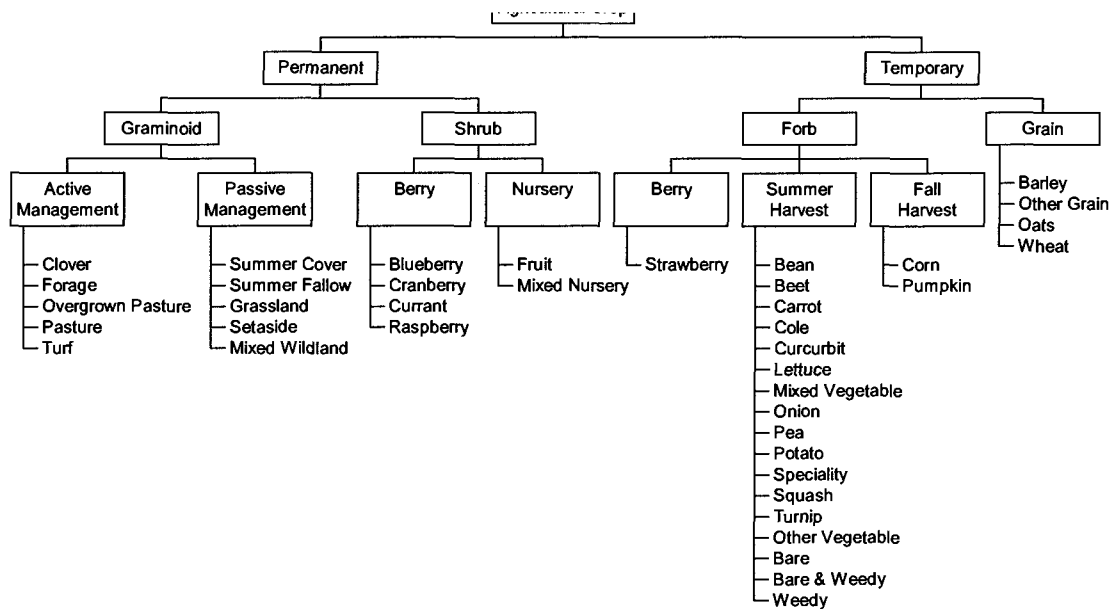 Agricultural Crop
Permanent
Temporary
Graminoid
Shrub
Forb
Grain
Active
Management
Passive
Management
Berry
Nursery
Berry
Summer
Harvest
Fall
Harvest
Barley
Other Grain
Oats
Wheat
Clover
Forage
Overgrown Pasture
Pasture
Turf
Summer Cover
Summer Fallow
Grassland
Setaside
Mixed Wildland
Blueberry
Cranberry
Currant
Raspberry
Fruit
Mixed Nursery
Strawberry
Bean
Beet
Carrot
Cole
Curcurbit
Lettuce
Mixed Vegetable
Onion
Pea
Potato
Speciality
Squash
Turnip
Other Vegetable
Bare
Bare & Weedy
Weedy
Corn
Pumpkin